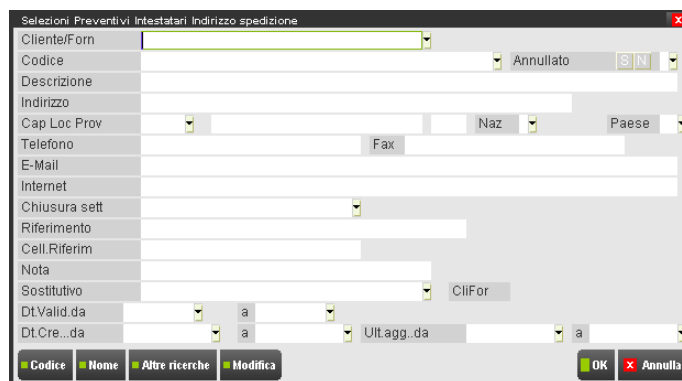 Selezioni Preventivi Intestatari Indirizzo spedizione
Cliente/Forn
Codice Annullato S N
Descrizione
Indirizzo
Cap Loc Prov Naz Paese
Telefono Fax
E-Mail
Internet
Chiusura sett
Riferimento
Cell.Riferim
Nota
Sostitutivo CliFor
Dt.Valid.da a
Dt.Cre...da a Ult.agg..da a
Codice Nome Altre ricerche Modifica OK X Annulla